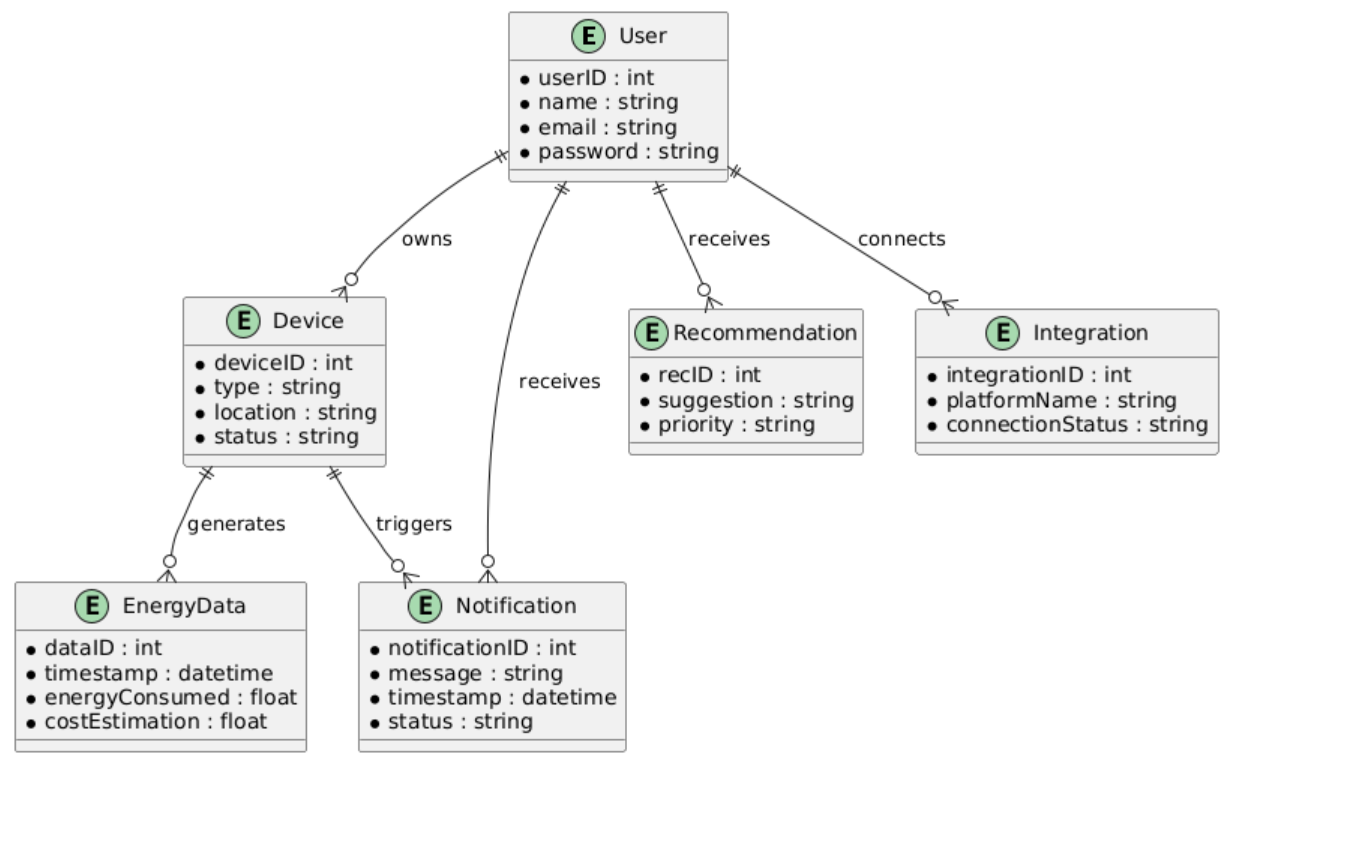 E User
userID : int
name : string
email : string
password : string
owns
receives
connects
E Device
deviceID : int
type : string
location : string
status : string
E Recommendation
recID : int
suggestion : string
priority : string
E Integration
integrationID : int
platformName : string
connectionStatus : string
receives
generates
triggers
E EnergyData
dataID : int
timestamp : datetime
energyConsumed : float
costEstimation : float
E Notification
notificationID : int
message : string
timestamp : datetime
status : string